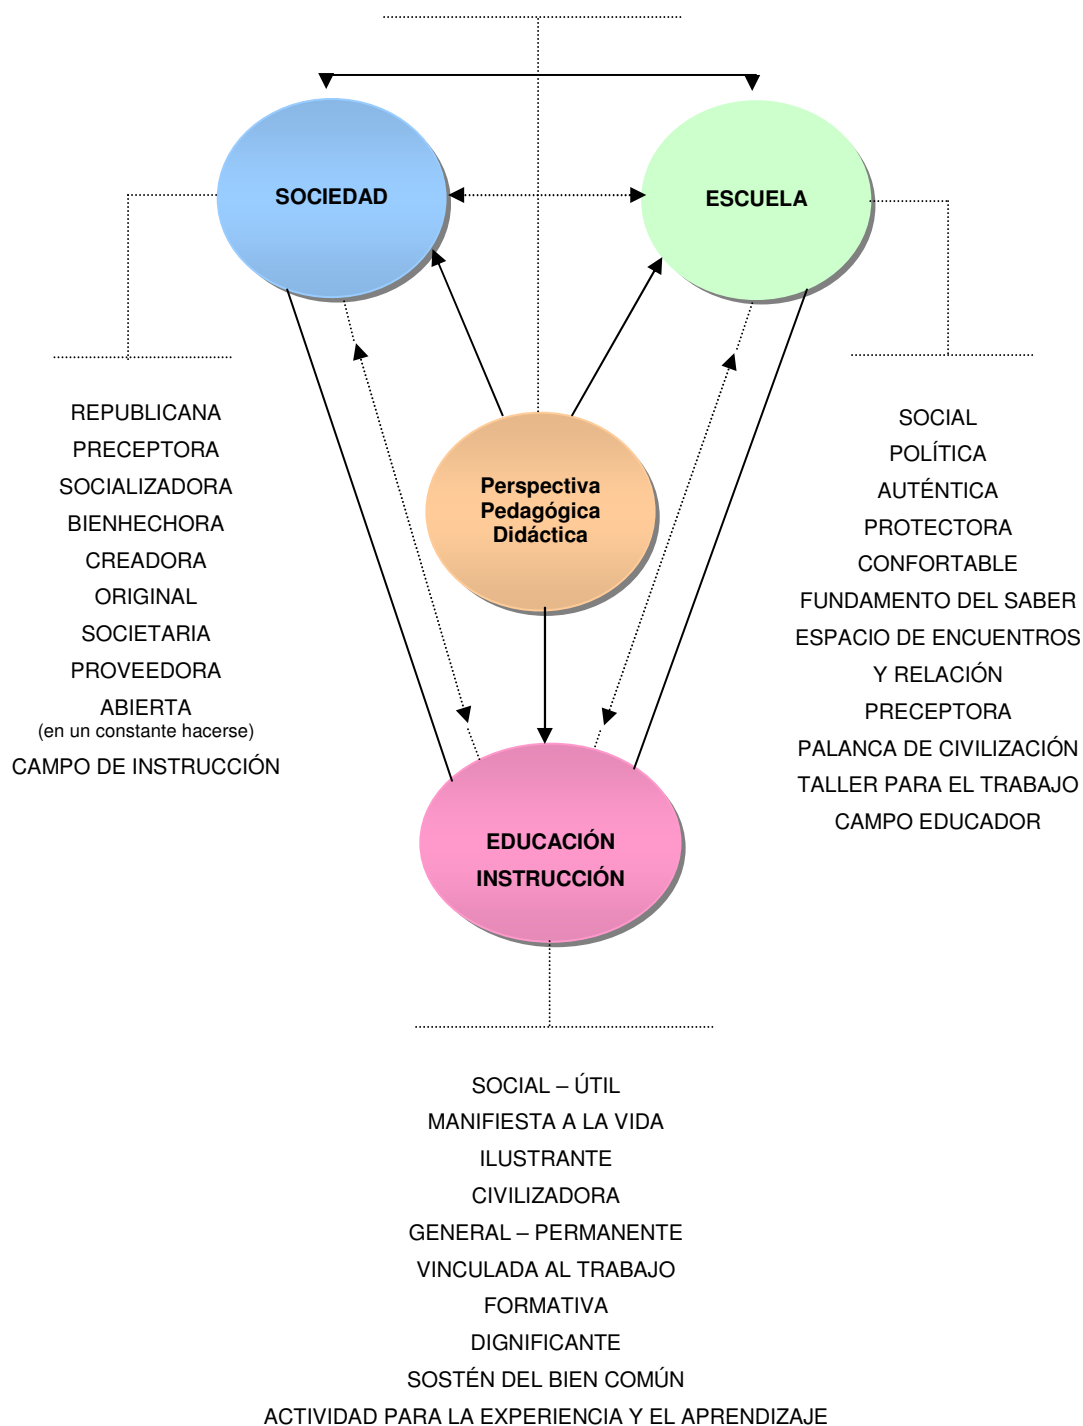 SOCIEDAD
ESCUELA
Perspectiva
Pedagógica
Didáctica
EDUCACIÓN
INSTRUCCIÓN
REPUBLICANA
PRECEPTORA
SOCIALIZADORA
BIENHECHORA
CREADORA
ORIGINAL
SOCIETARIA
PROVEEDORA
ABIERTA
(en un constante hacerse)
CAMPO DE INSTRUCCIÓN
SOCIAL
POLÍTICA
AUTÉNTICA
PROTECTORA
CONFORTABLE
FUNDAMENTO DEL SABER
ESPACIO DE ENCUENTROS
Y RELACIÓN
PRECEPTORA
PALANCA DE CIVILIZACIÓN
TALLER PARA EL TRABAJO
CAMPO EDUCADOR
SOCIAL – ÚTIL
MANIFIESTA A LA VIDA
ILUSTRANTE
CIVILIZADORA
GENERAL – PERMANENTE
VINCULADA AL TRABAJO
FORMATIVA
DIGNIFICANTE
SOSTÉN DEL BIEN COMÚN
ACTIVIDAD PARA LA EXPERIENCIA Y EL APRENDIZAJE